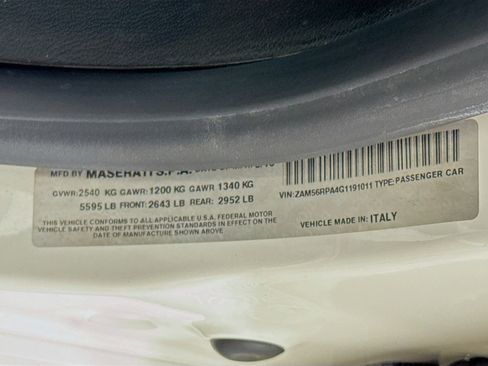 MFD BY MASERATI S.P.A.
GVWR:2540 KG GAWR:1200 KG GAWR 1340 KG
5595 LB FRONT:2643 LB REAR: 2952 LB
THIS VEHICLE CONFORMS TO ALL APPLICABLE U.S.A. FEDERAL MOTOR
VEHICLE SAFETY AND THEFT PREVENTION STANDARDS IN EFFECT ON THE
DATE OF MANUFACTURE SHOWN ABOVE
VIN:ZAM56RPA4G1191011 TYPE:PASSENGER CAR
MADE IN: ITALY